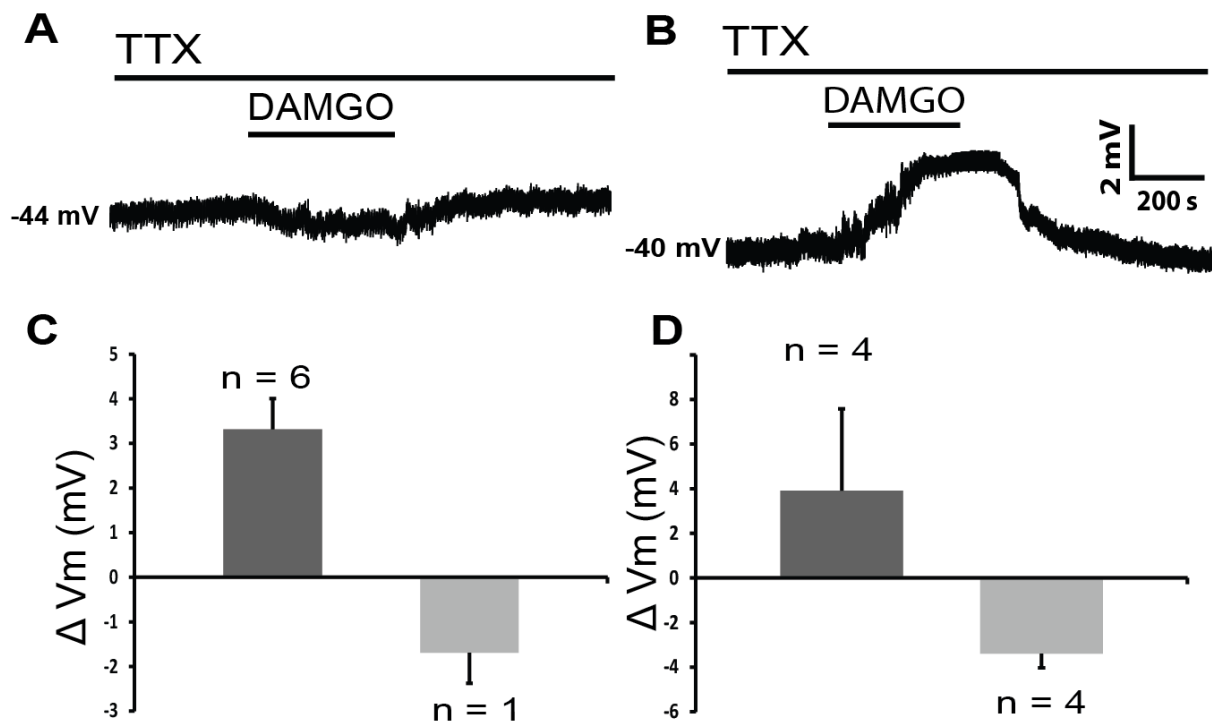 A
TTX
DAMGO
-44 mV
B
TTX
DAMGO
2 mV
200 s
-40 mV
C
Δ Vm (mV)
5
4
3
2
1
0
-1
-2
-3
n = 6
n = 1
D
Δ Vm (mV)
8
6
4
2
0
-2
-4
-6
n = 4
n = 4